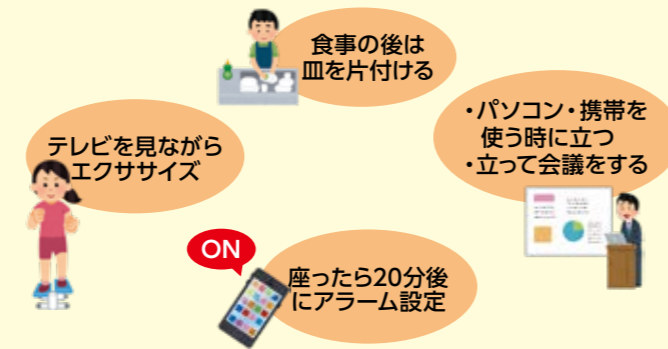 食事の後は
皿を片付ける
・パソコン・携帯を
使う時に立つ
・立って会議をする
テレビを見ながら
エクササイズ
ON
座ったら20分後
にアラーム設定